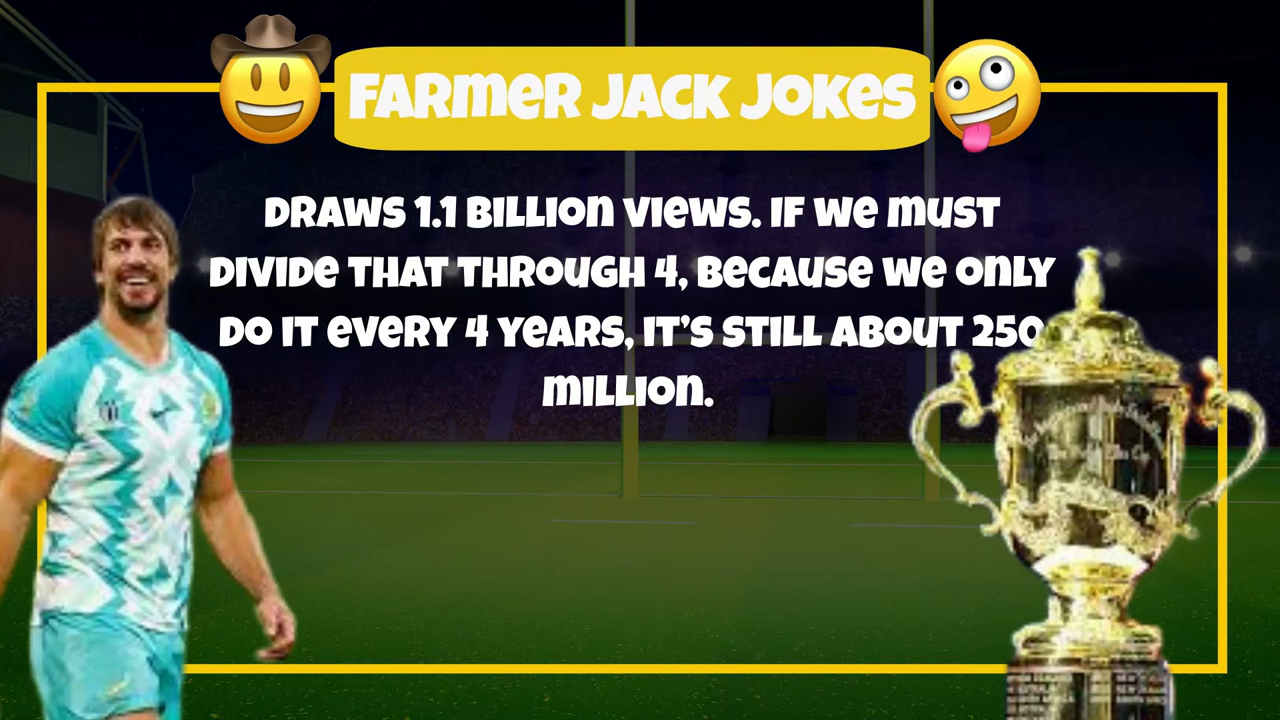 FARMER JACK JOKES
DRAWS 1.1 BILLION VIEWS. IF WE MUST
DIVIDE THAT THROUGH 4, BECAUSE WE ONLY
DO IT EVERY 4 YEARS, IT’S STILL ABOUT 250
MILLION.